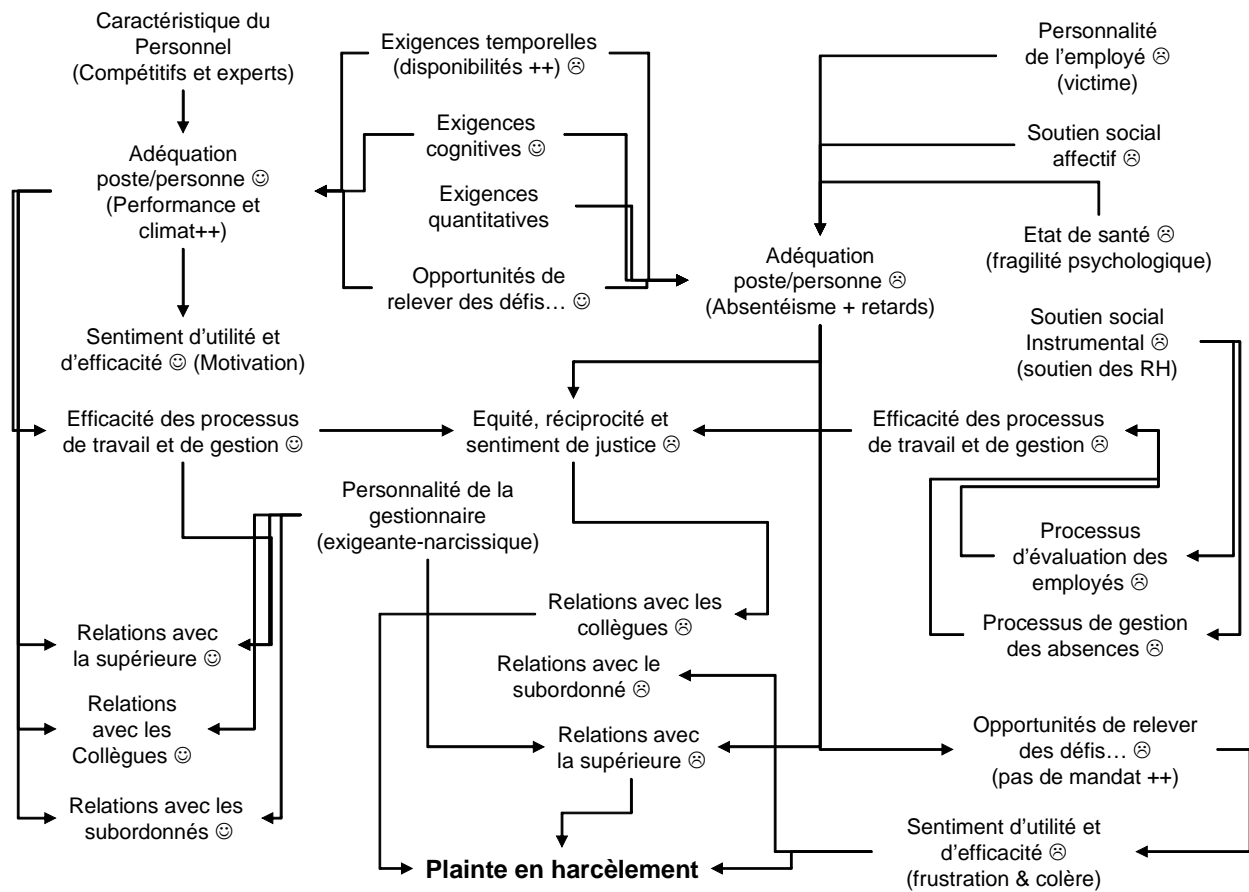 Caractéristique du
Personnel
(Compétitifs et experts)
Exigences temporelles
(disponibilités ++) ☹
Personnalité
de l'employé ☹
(victime)
Exigences
cognitives ☺
Soutien social
affectif ☹
Adéquation
poste/personne ☺
(Performance et
climat++)
Exigences
quantitatives
Etat de santé ☹
(fragilité psychologique)
Opportunités de
relever des défis… ☺
Adéquation
poste/personne ☹
(Absentéisme + retards)
Sentiment d'utilité et
d'efficacité ☺ (Motivation)
Soutien social
Instrumental ☹
(soutien des RH)
Efficacité des processus
de travail et de gestion ☺
Equité, réciprocité et
sentiment de justice ☹
Efficacité des processus
de travail et de gestion ☹
Personnalité de la
gestionnaire
(exigeante-narcissique)
Processus
d'évaluation des
employés ☹
Relations avec les
collègues ☹
Processus de gestion
des absences ☹
Relations avec
la supérieure ☺
Relations avec le
subordonné ☹
Relations
avec les
Collègues ☺
Relations avec
la supérieure ☹
Opportunités de relever
des défis… ☹
(pas de mandat ++)
Relations avec les
subordonnés ☺
Sentiment d'utilité et
d'efficacité ☹
(frustration & colère)
Plainte en harcèlement